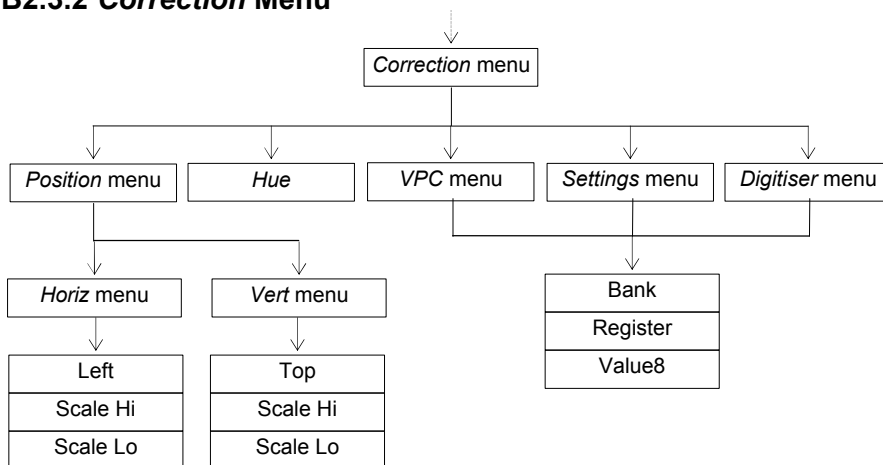 B2.3.2 Correction Menu
Correction menu
Position menu
Hue
VPC menu
Settings menu
Digitiser menu
Horiz menu
Vert menu
Bank
Register
Value8
Left
Scale Hi
Scale Lo
Top
Scale Hi
Scale Lo